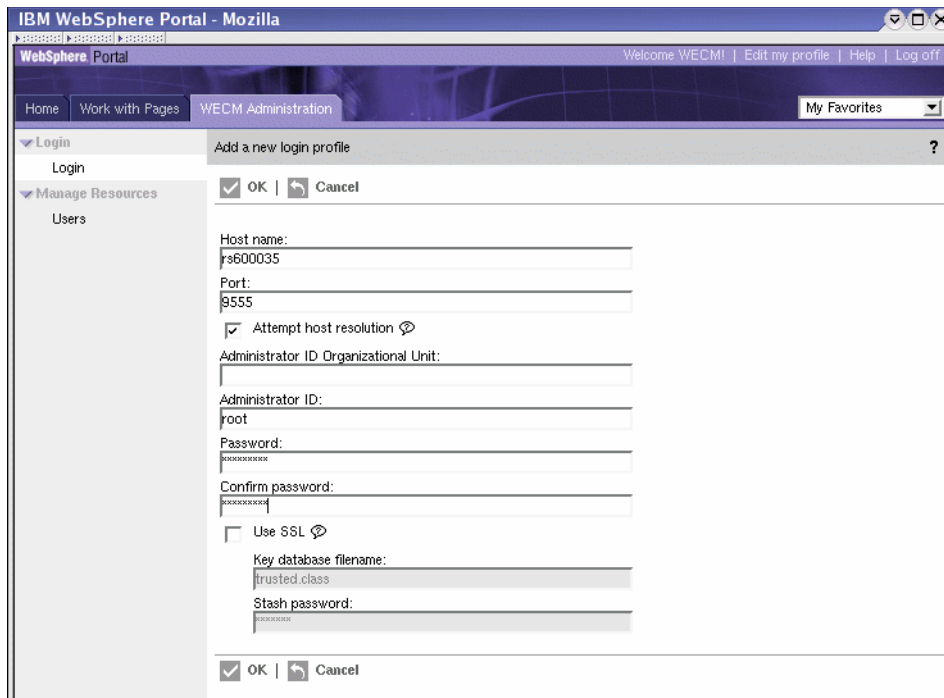 IBM WebSphere Portal - Mozilla
WebSphere Portal
Welcome WECM! | Edit my profile | Help | Log off
Home
Work with Pages
WECM Administration
My Favorites
Login
Login
Manage Resources
Users
Add a new login profile
?
OK | Cancel
Host name:
rs600035
Port:
9555
Attempt host resolution ?
Administrator ID Organizational Unit:
Administrator ID:
root
Password:
*********
Confirm password:
*********
Use SSL ?
Key database filename:
trusted.class
Stash password:
*******
OK | Cancel